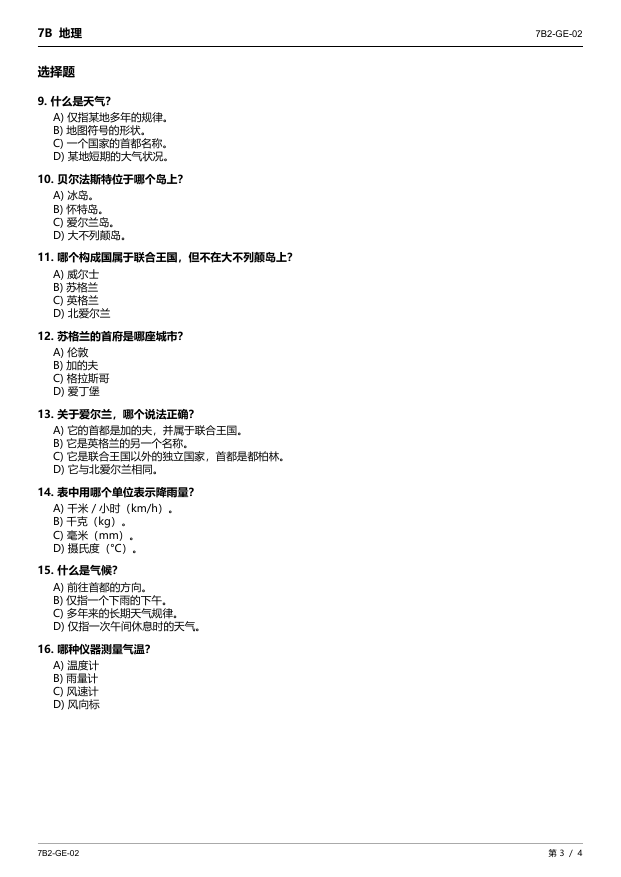 7B 地理
7B2-GE-02
选择题
9. 什么是天气？
A) 仅指某地多年的规律。
B) 地图符号的形状。
C) 一个国家的首都名称。
D) 某地短期的大气状况。
10. 贝尔法斯特位于哪个岛上？
A) 冰岛。
B) 怀特岛。
C) 爱尔兰岛。
D) 大不列颠岛。
11. 哪个构成国属于联合王国，但不在大不列颠岛上？
A) 威尔士
B) 苏格兰
C) 英格兰
D) 北爱尔兰
12. 苏格兰的首府是哪座城市？
A) 伦敦
B) 加的夫
C) 格拉斯哥
D) 爱丁堡
13. 关于爱尔兰，哪个说法正确？
A) 它的首都是加的夫，并属于联合王国。
B) 它是英格兰的另一个名称。
C) 它是联合王国以外的独立国家，首都是都柏林。
D) 它与北爱尔兰相同。
14. 表中用哪个单位表示降雨量？
A) 千米 / 小时（km/h）。
B) 千克（kg）。
C) 毫米（mm）。
D) 摄氏度（°C）。
15. 什么是气候？
A) 前往首都的方向。
B) 仅指一个下雨的下午。
C) 多年来的长期天气规律。
D) 仅指一次午间休息时的天气。
16. 哪种仪器测量气温？
A) 温度计
B) 雨量计
C) 风速计
D) 风向标
7B2-GE-02
第 3 / 4